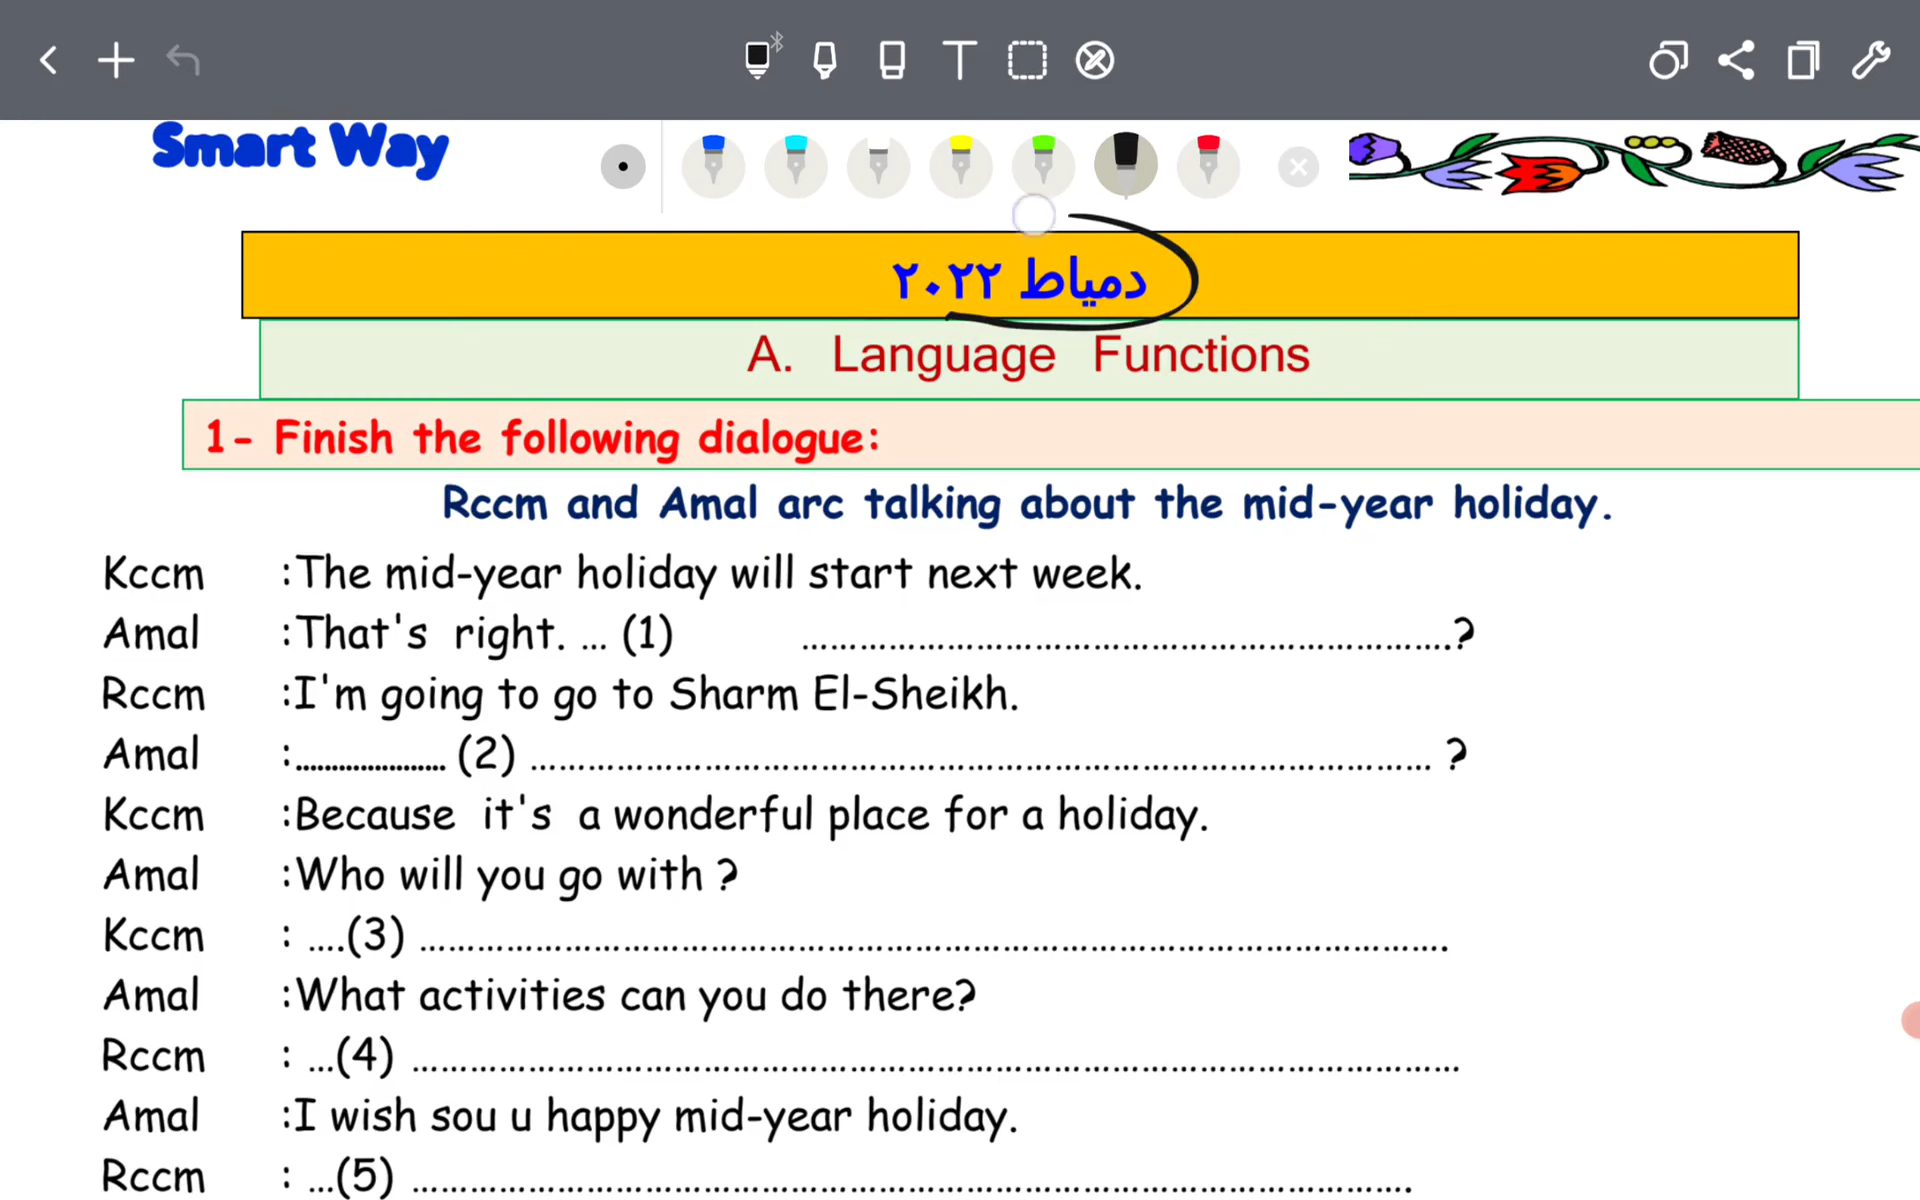 Smart Way
دمياط ٢٠٢٢
A. Language Functions
1- Finish the following dialogue:
Rccm and Amal arc talking about the mid-year holiday.
Kccm :The mid-year holiday will start next week.
Amal :That's right. ... (1) ..................................................?
Rccm :I'm going to go to Sharm El-Sheikh.
Amal :..................... (2) .................................................................. ?
Kccm :Because it's a wonderful place for a holiday.
Amal :Who will you go with ?
Kccm : ....(3) ..........................................................................
Amal :What activities can you do there?
Rccm : ...(4) ..........................................................................
Amal :I wish sou u happy mid-year holiday.
Rccm : ...(5) ..........................................................................